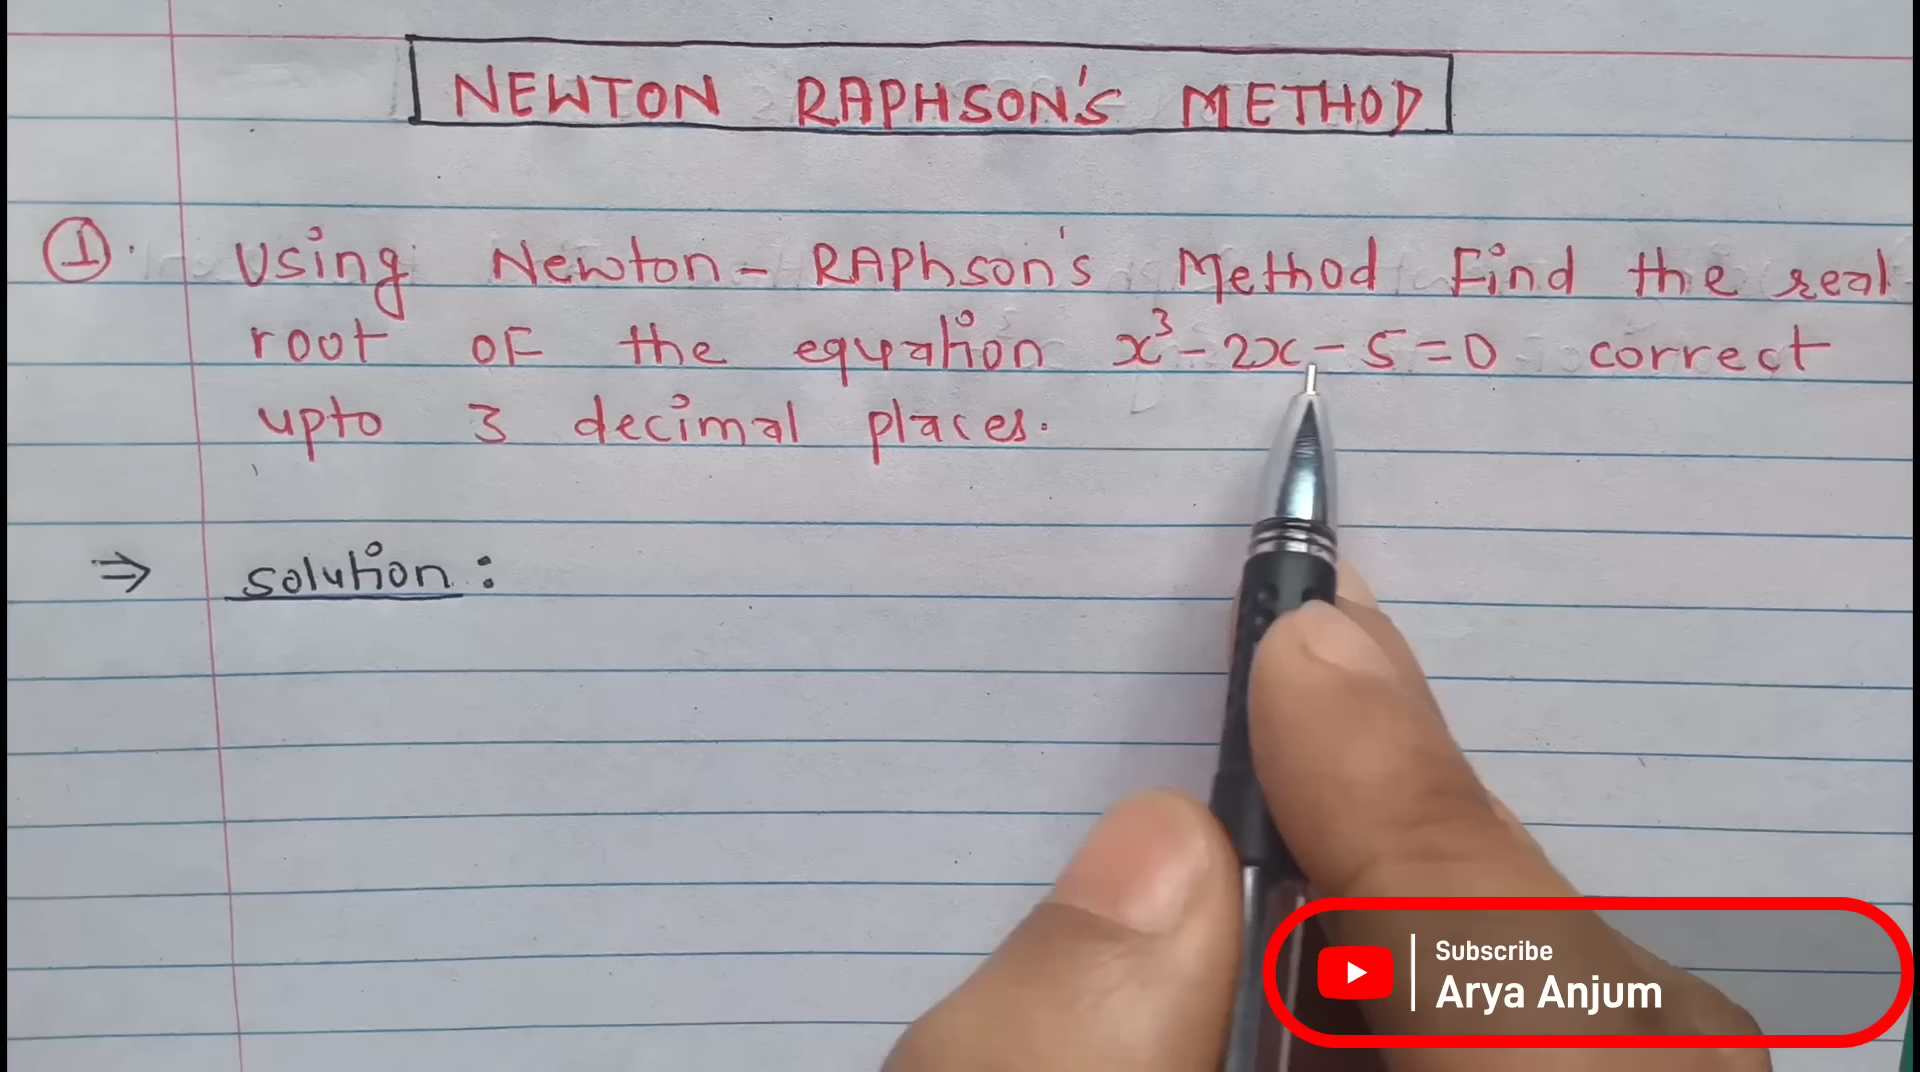 NEWTON RAPHSON'S METHOD
①. Using Newton-RAPhson's Method Find the real
root of the equation x³-2x-5=0 correct
upto 3 decimal places.
⇒ solution:
Subscribe
Arya Anjum